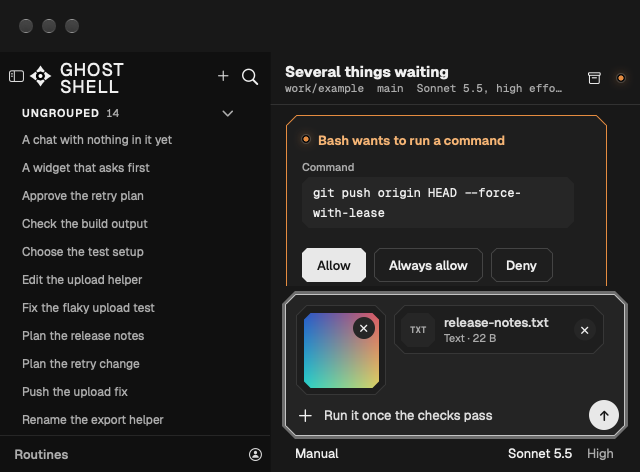 GHOST
SHELL
UNGROUPED 14
A chat with nothing in it yet
A widget that asks first
Approve the retry plan
Check the build output
Choose the test setup
Edit the upload helper
Fix the flaky upload test
Plan the release notes
Plan the retry change
Push the upload fix
Rename the export helper
Routines
Several things waiting
work/example main Sonnet 5.5, high effo…
Bash wants to run a command
Command
git push origin HEAD --force-
with-lease
Allow Always allow Deny
TXT
release-notes.txt
Text · 22 B
Run it once the checks pass
Manual Sonnet 5.5 High